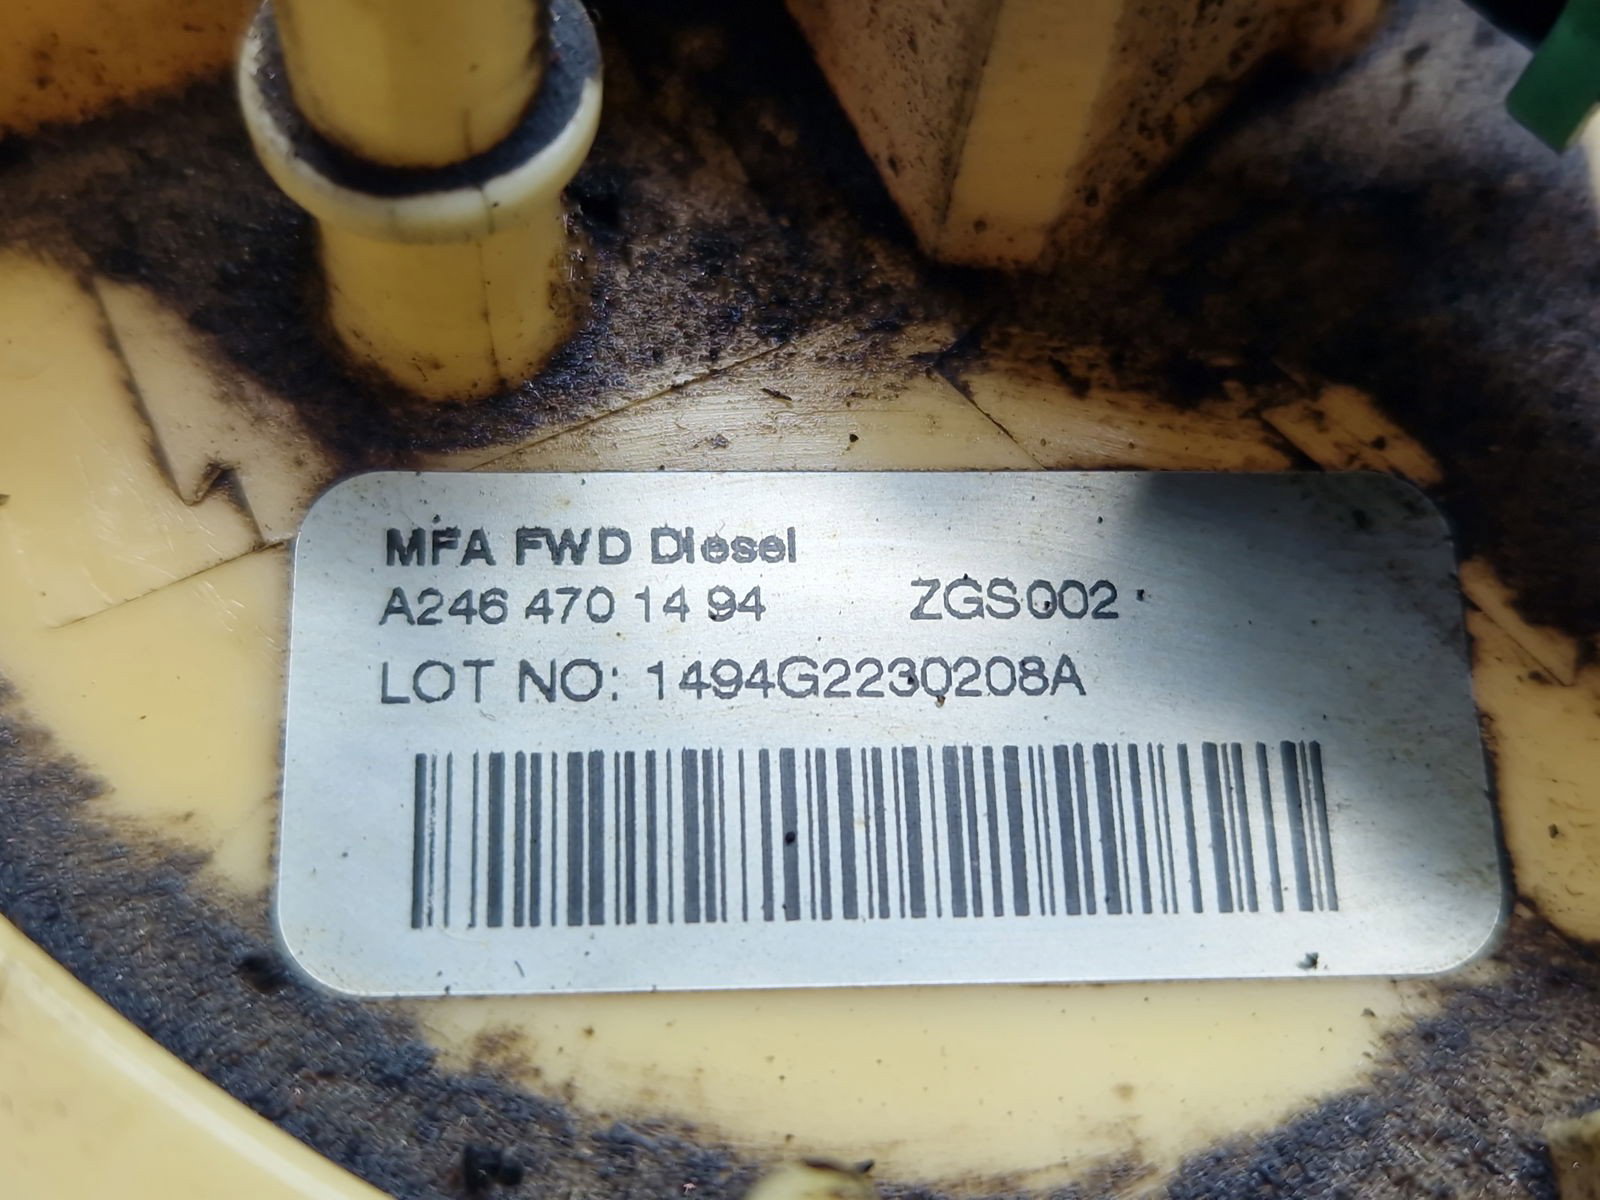 MFA FWD Diesel
A246 470 14 94 ZGS002
LOT NO: 1494G2230208A